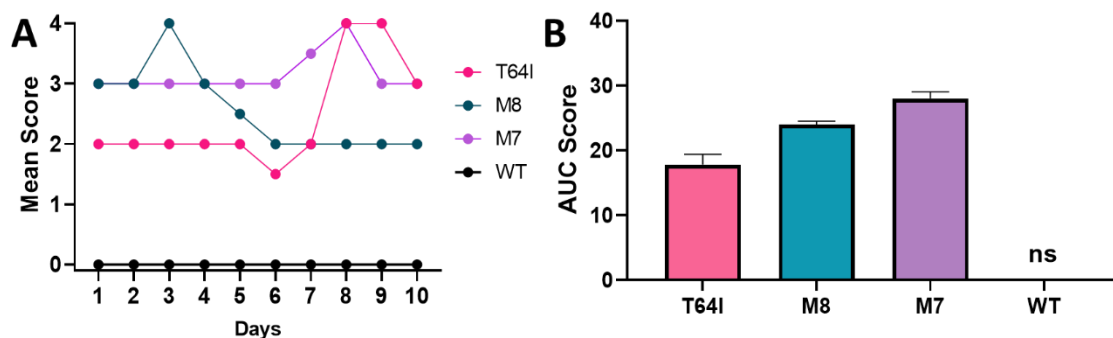 A
Mean Score
4
3
2
1
0
1 2 3 4 5 6 7 8 9 10
Days
T64I
M8
M7
WT
B
AUC Score
40
30
20
10
0
ns
T64I M8 M7 WT